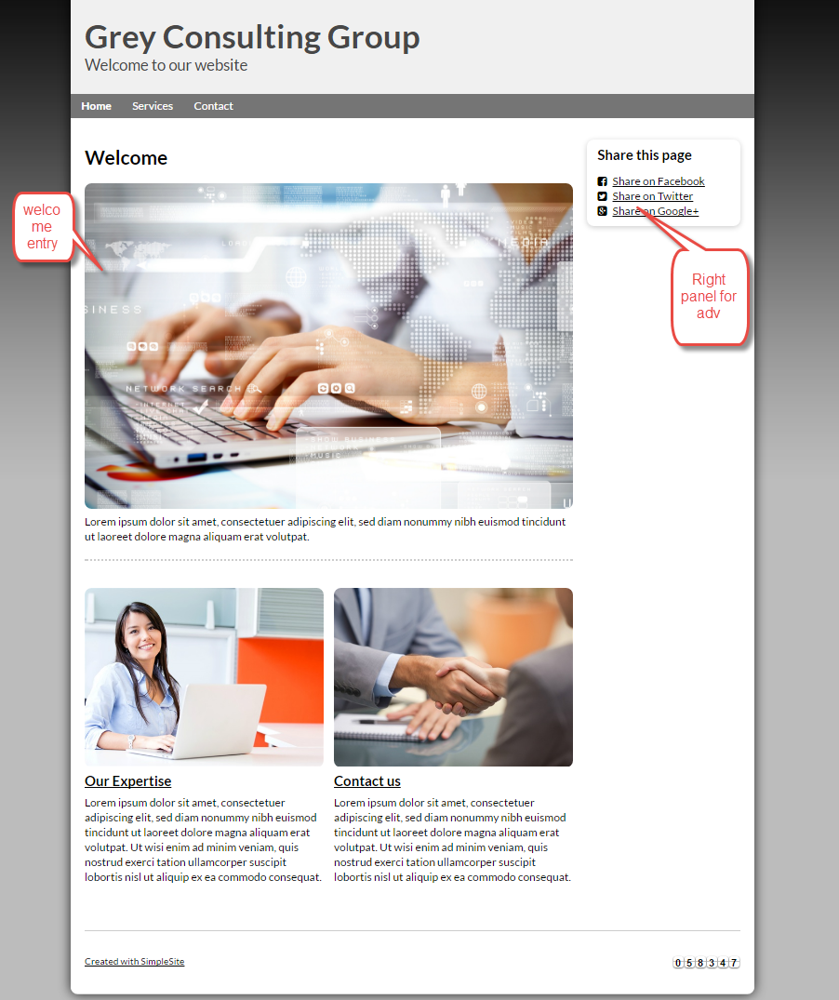 Grey Consulting Group
Welcome to our website
Home Services Contact
Welcome
welco
me
entry
BUSINESS
NETWORK SEARCH
INTERNET
MUSIC
MEDIA
Lorem ipsum dolor sit amet, consectetuer adipiscing elit, sed diam nonummy nibh euismod tincidunt
ut laoreet dolore magna aliquam erat volutpat.
Share this page
Share on Facebook
Share on Twitter
Share on Google+
Right
panel for
adv
Our Expertise
Lorem ipsum dolor sit amet, consectetuer
adipiscing elit, sed diam nonummy nibh euismod
tincidunt ut laoreet dolore magna aliquam erat
volutpat. Ut wisi enim ad minim veniam, quis
nostrud exerci tation ullamcorper suscipit
lobortis nisl ut aliquip ex ea commodo consequat.
Contact us
Lorem ipsum dolor sit amet, consectetuer
adipiscing elit, sed diam nonummy nibh euismod
tincidunt ut laoreet dolore magna aliquam erat
volutpat. Ut wisi enim ad minim veniam, quis
nostrud exerci tation ullamcorper suscipit
lobortis nisl ut aliquip ex ea commodo consequat.
Created with SimpleSite
058347